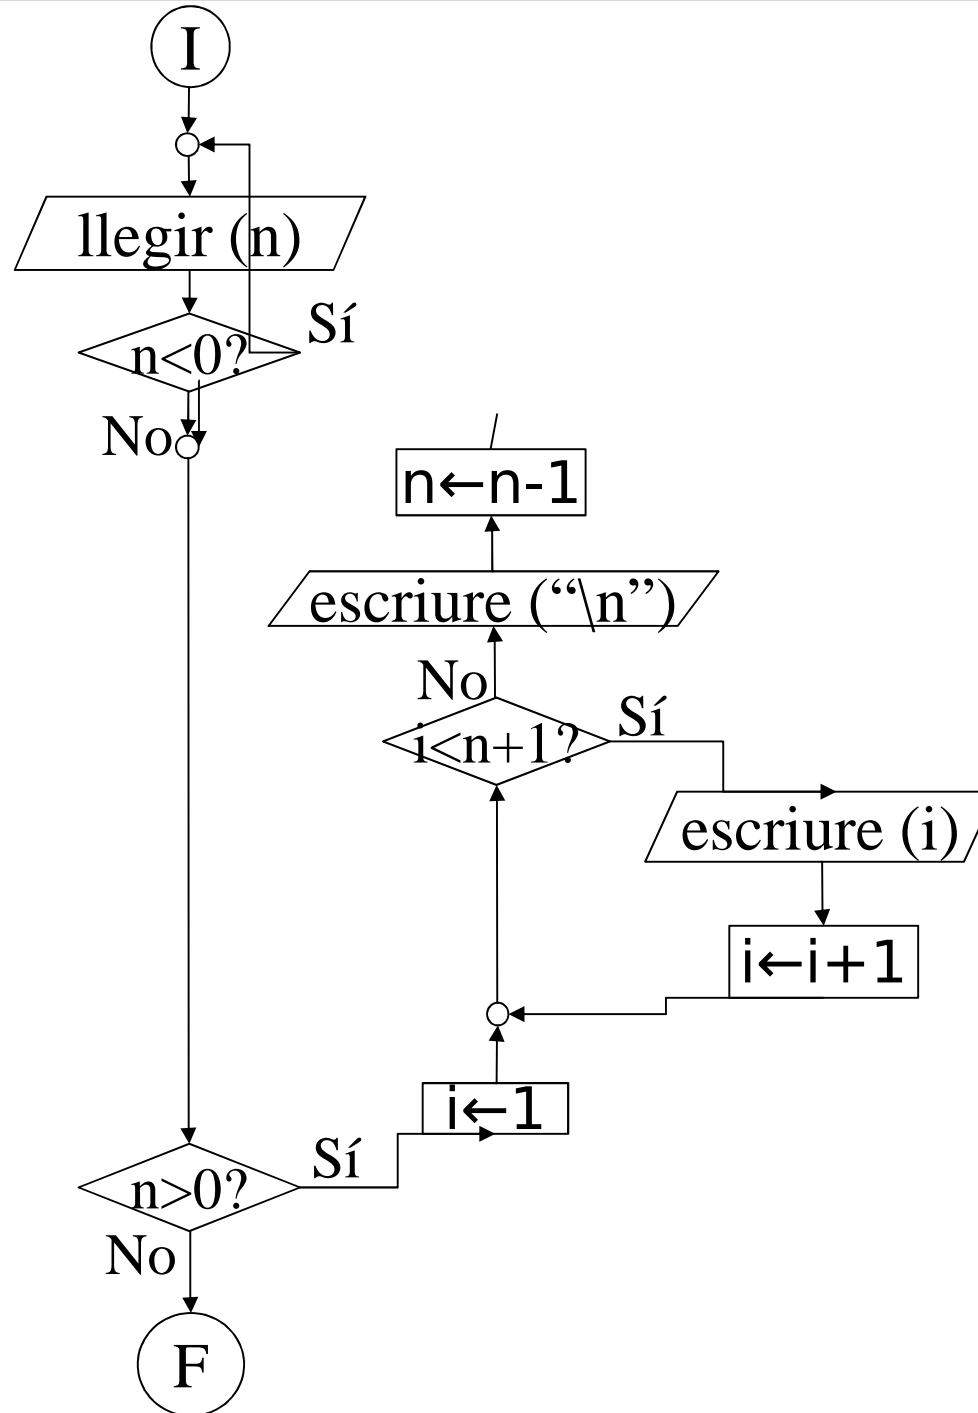 I
llegir (n)
Sí
n<0?
No
n←n-1
escriure (“\n”)
No
Sí
i<n+1?
escriure (i)
i←i+1
i←1
Sí
n>0?
No
F